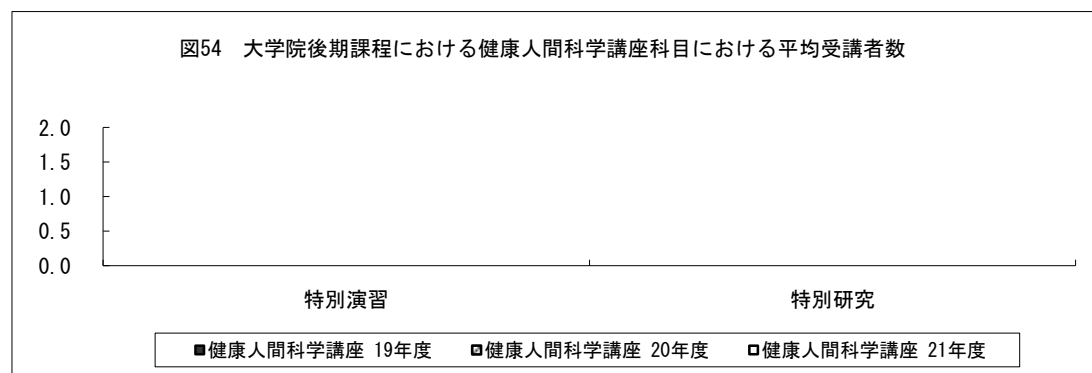 図54 大学院後期課程における健康人間科学講座科目における平均受講者数
2.0
1.5
1.0
0.5
0.0
特別演習 特別研究
健康人間科学講座 19年度 健康人間科学講座 20年度 健康人間科学講座 21年度